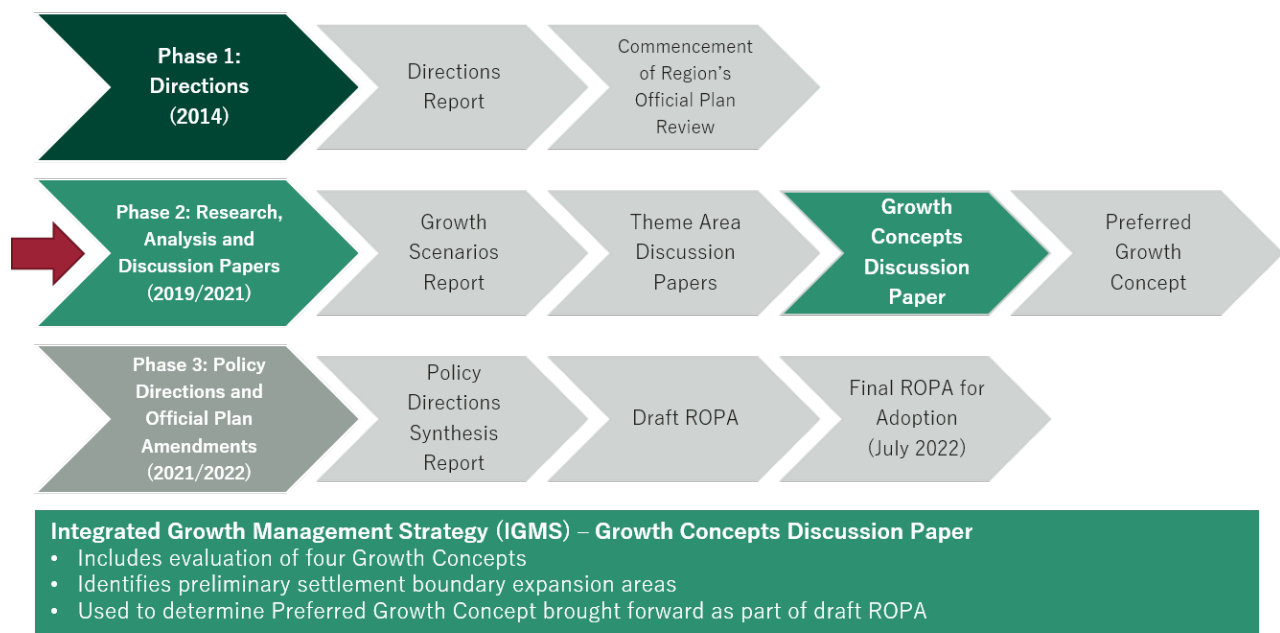 Phase 1:
Directions
(2014)
Directions
Report
Commencement
of Region's
Official Plan
Review
Phase 2: Research,
Analysis and
Discussion Papers
(2019/2021)
Growth
Scenarios
Report
Theme Area
Discussion
Papers
Growth
Concepts
Discussion
Paper
Preferred
Growth
Concept
Phase 3: Policy
Directions and
Official Plan
Amendments
(2021/2022)
Policy
Directions
Synthesis
Report
Draft ROPA
Final ROPA for
Adoption
(July 2022)
Integrated Growth Management Strategy (IGMS) – Growth Concepts Discussion Paper
• Includes evaluation of four Growth Concepts
• Identifies preliminary settlement boundary expansion areas
• Used to determine Preferred Growth Concept brought forward as part of draft ROPA